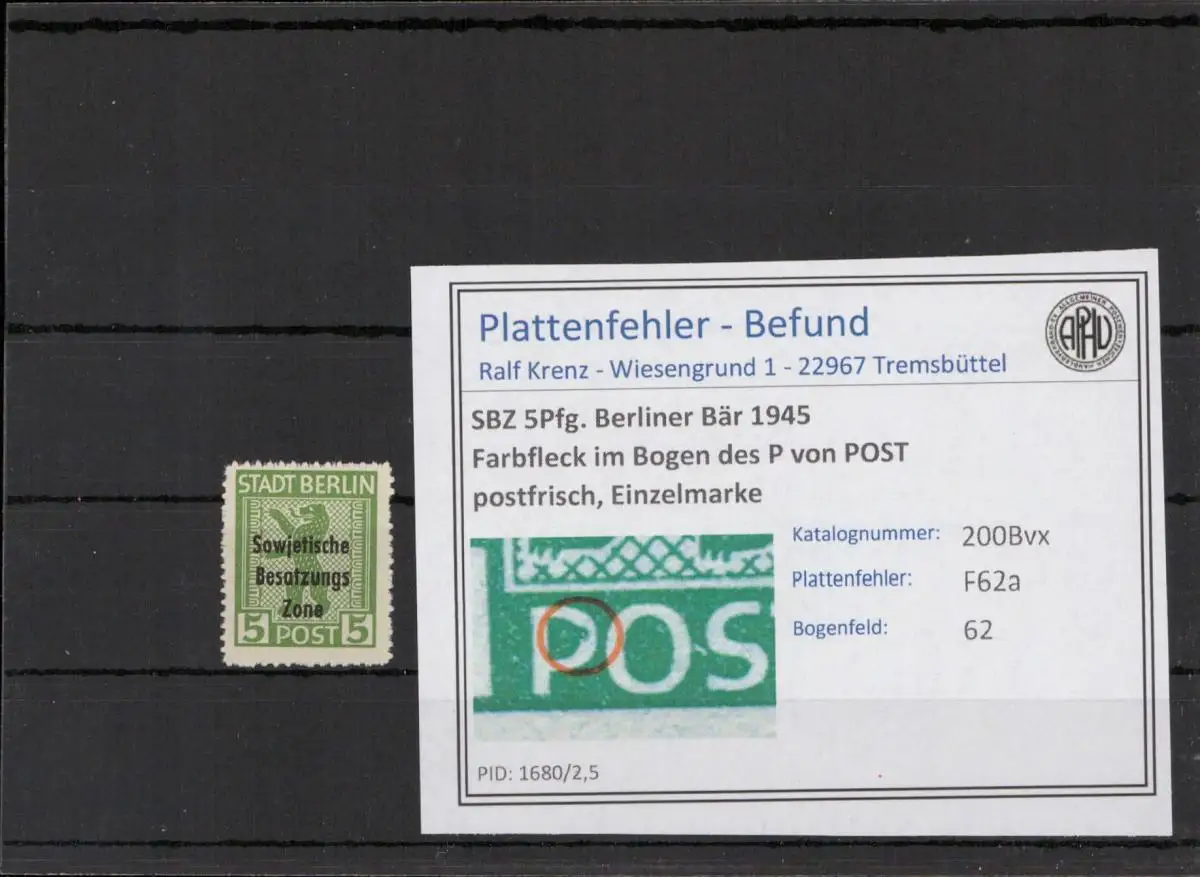 STADT BERLIN
Sowjetische
Besatzungs
Zone
5 POST 5
Plattenfehler - Befund
Ralf Krenz - Wiesengrund 1 - 22967 Tremsbüttel
APHV
SBZ 5Pfg. Berliner Bär 1945
Farbfleck im Bogen des P von POST
postfrisch, Einzelmarke
POS
Katalognummer: 200Bvx
Plattenfehler: F62a
Bogenfeld: 62
PID: 1680/2,5